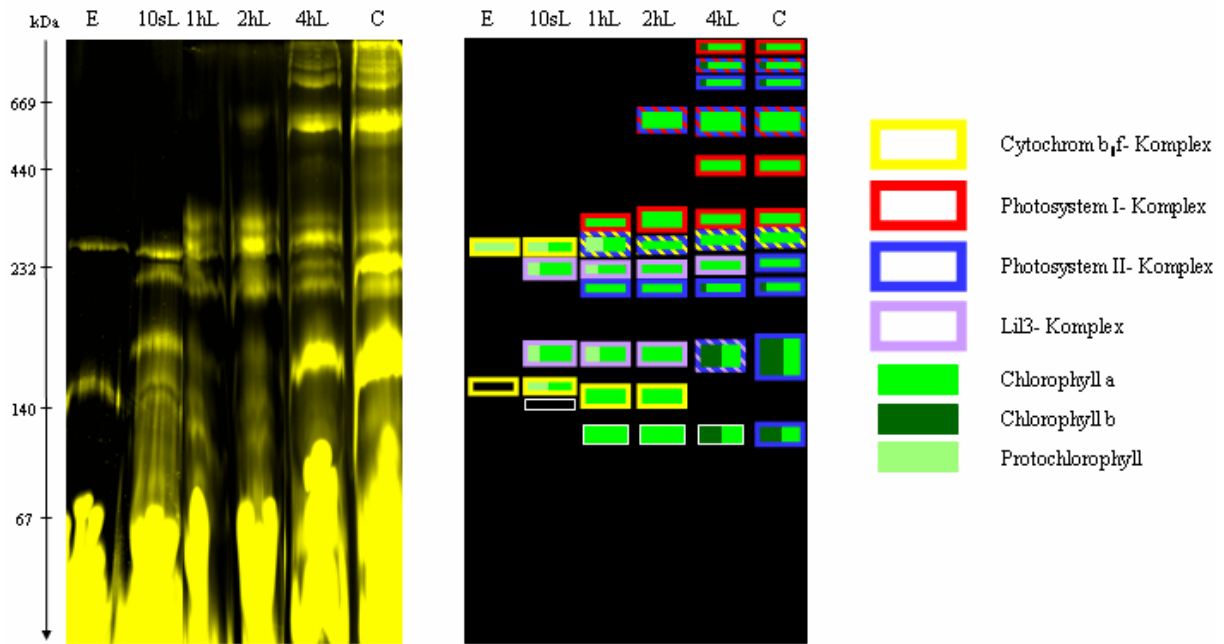 kDa E 10sL 1hL 2hL 4hL C
E 10sL 1hL 2hL 4hL C
669
440
232
140
67
Cytochrom b₆f- Komplex
Photosystem I- Komplex
Photosystem II- Komplex
Lil3- Komplex
Chlorophyll a
Chlorophyll b
Protochlorophyll